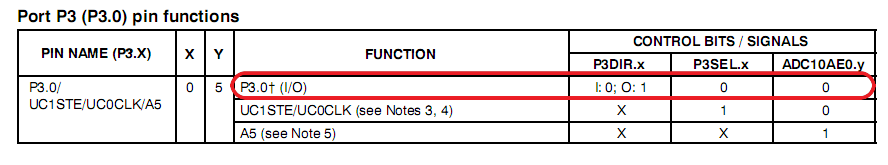 Port P3 (P3.0) pin functions
PIN NAME (P3.X) X Y FUNCTION CONTROL BITS / SIGNALS
P3DIR.x P3SEL.x ADC10AE0.y
P3.0/ 0 5 P3.0† (I/O) I: 0; O: 1 0 0
UC1STE/UC0CLK/A5 UC1STE/UC0CLK (see Notes 3, 4) X 1 0
A5 (see Note 5) X X 1